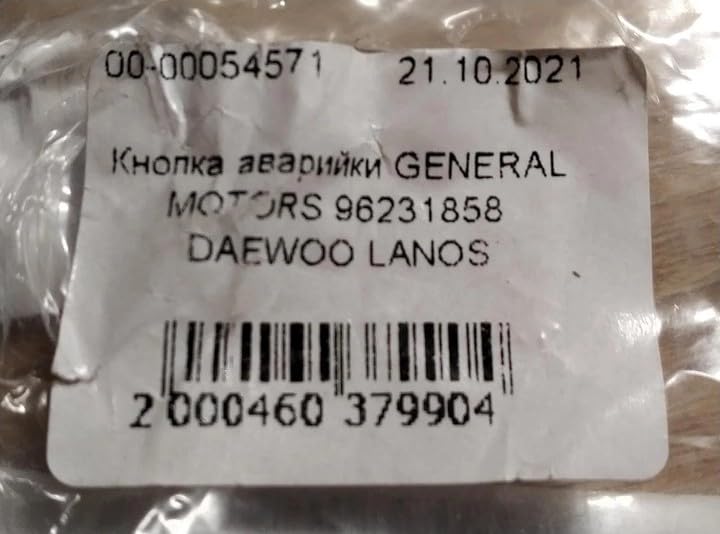 00-00054571 21.10.2021
Кнопка аварийки GENERAL
MOTORS 96231858
DAEWOO LANOS
2 000460 379904